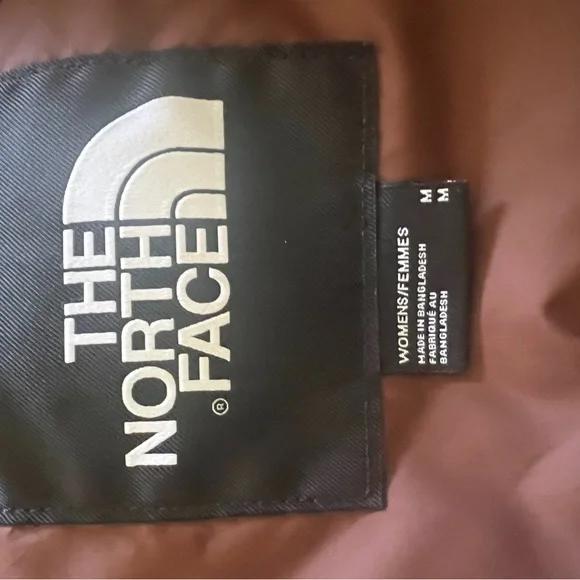 THE
NORTH
FACE
®
WOMENS/FEMMES
M
M
MADE IN BANGLADESH
FABRIQUÉ AU
BANGLADESH